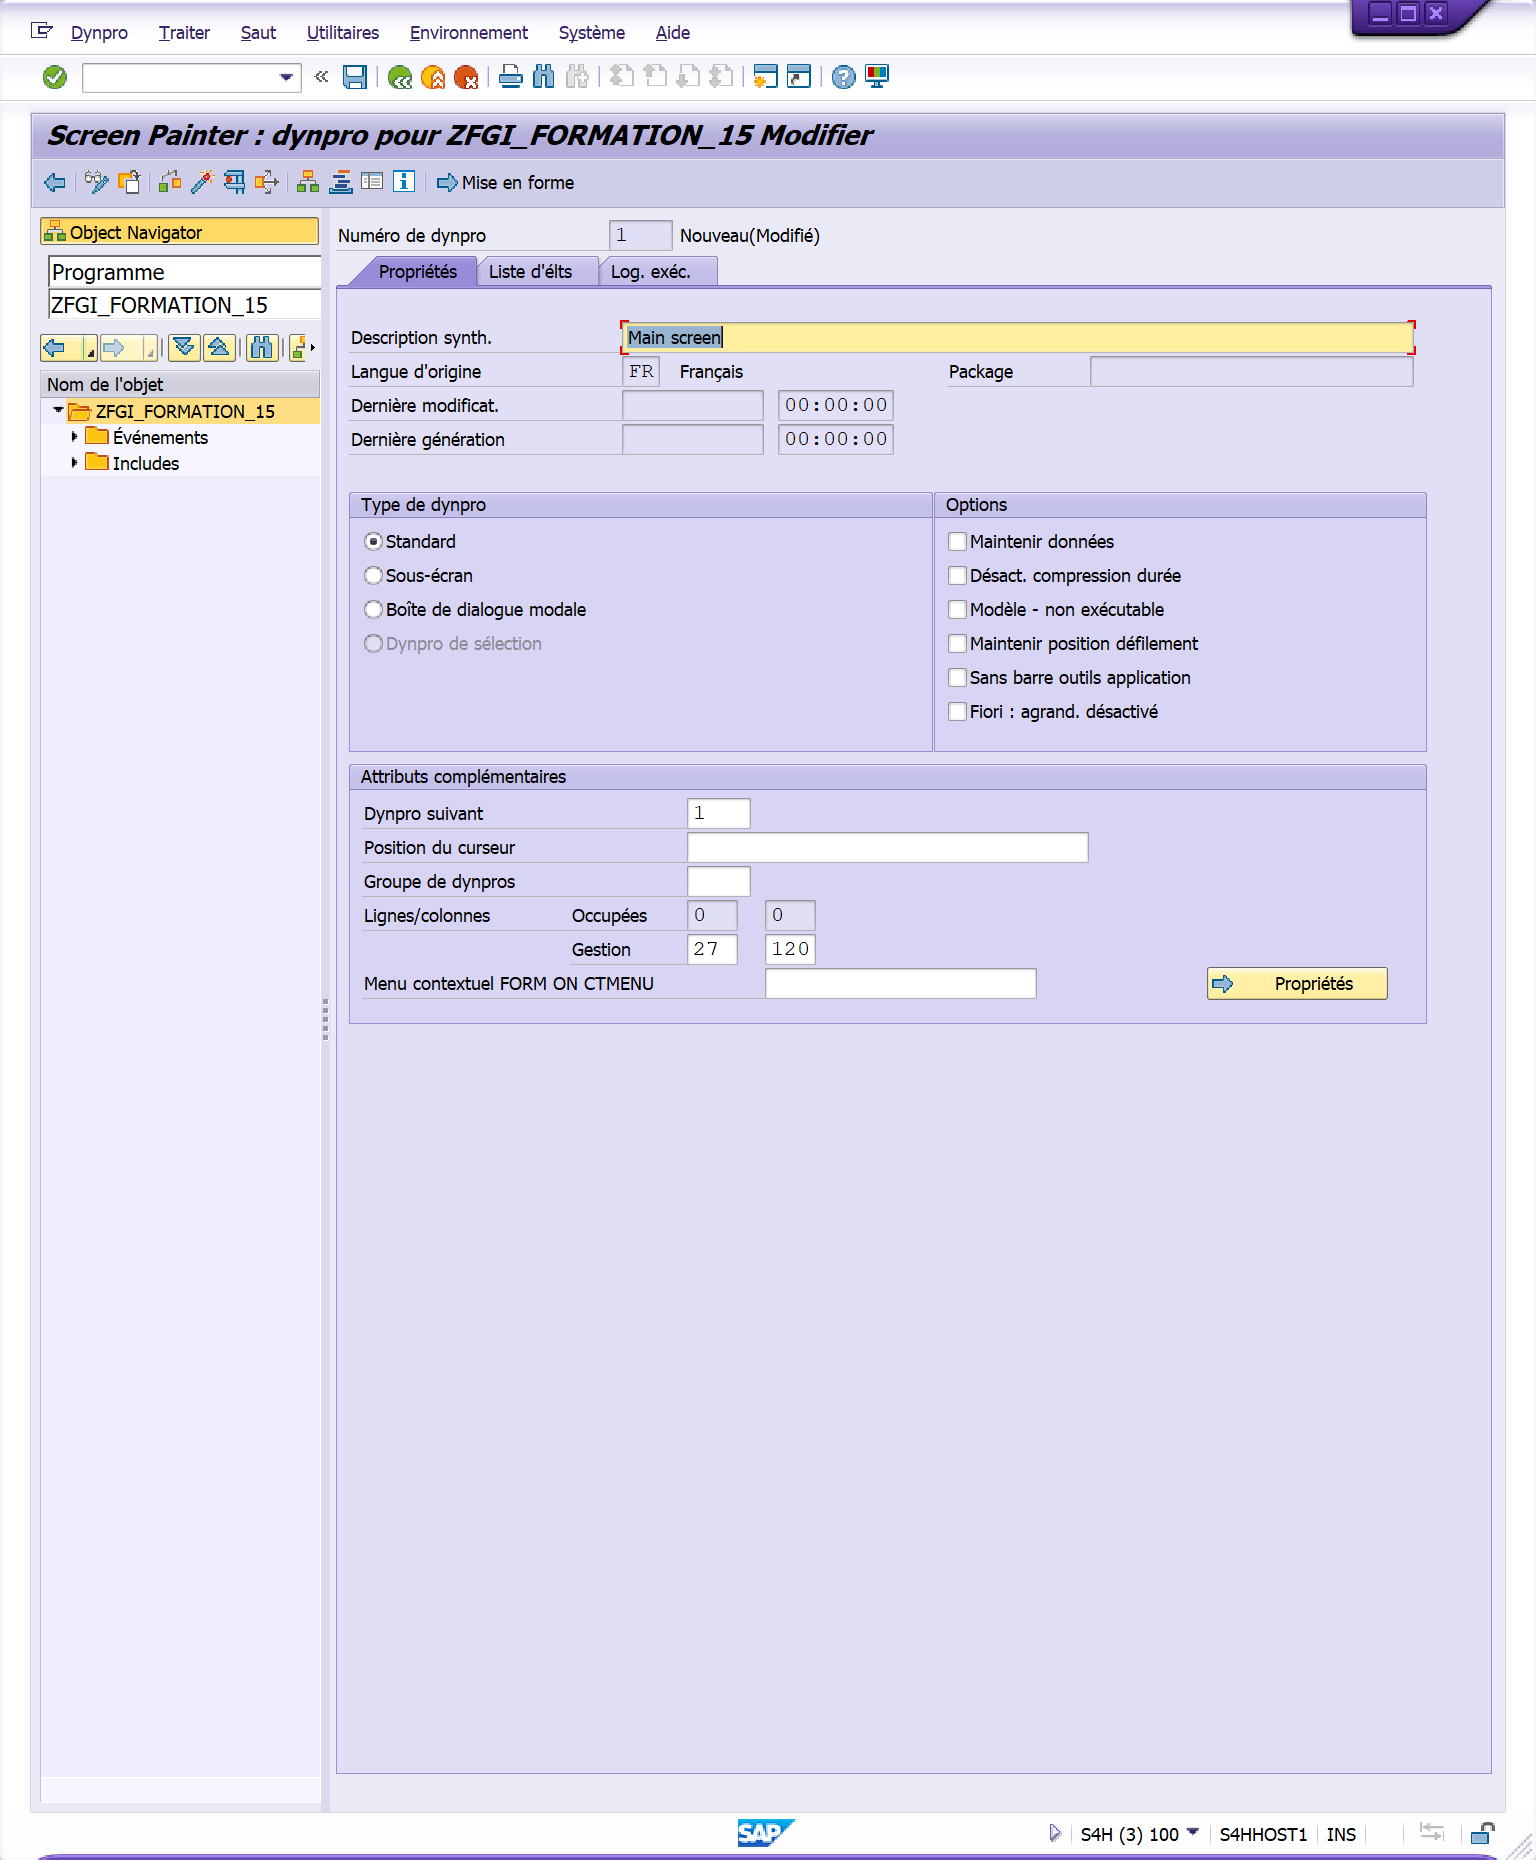 Dynpro Traiter Saut Utilitaires Environnement Système Aide
Screen Painter : dynpro pour ZFGI_FORMATION_15 Modifier
Mise en forme
Object Navigator
Programme
ZFGI_FORMATION_15
Nom de l'objet
ZFGI_FORMATION_15
Événements
Includes
Numéro de dynpro 1 Nouveau(Modifié)
Propriétés Liste d'élts Log. exéc.
Description synth. Main screen
Langue d'origine FR Français Package
Dernière modificat. 00:00:00
Dernière génération 00:00:00
Type de dynpro
Standard
Sous-écran
Boîte de dialogue modale
Dynpro de sélection
Options
Maintenir données
Désact. compression durée
Modèle - non exécutable
Maintenir position défilement
Sans barre outils application
Fiori : agrand. désactivé
Attributs complémentaires
Dynpro suivant 1
Position du curseur
Groupe de dynpros
Lignes/colonnes Occupées 0 0
Gestion 27 120
Menu contextuel FORM ON CTMENU Propriétés
SAP S4H (3) 100 S4HHOST1 INS